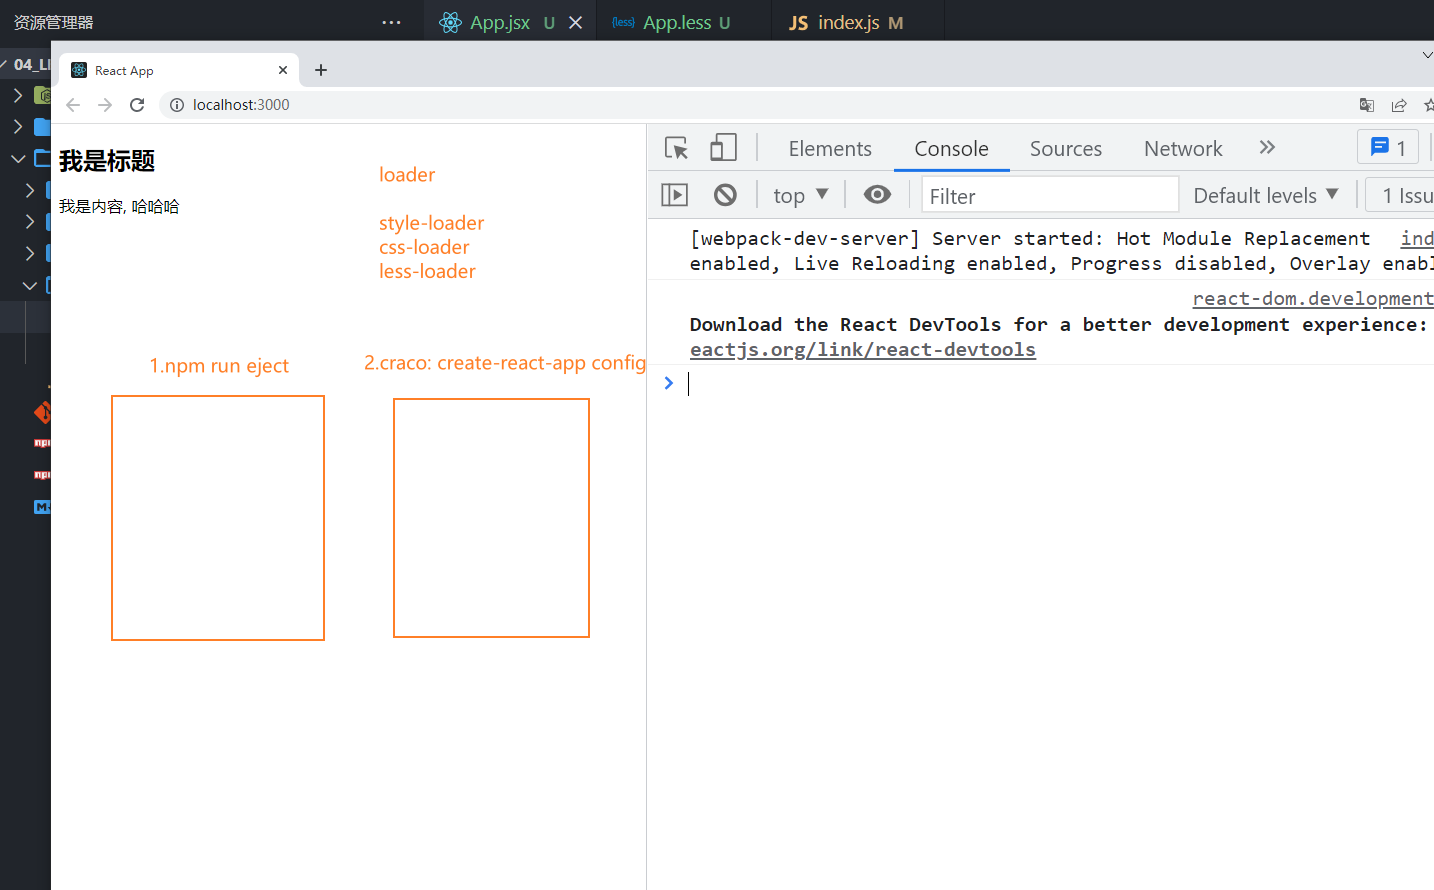 资源管理器 ···
App.jsx U
{less} App.less U
JS index.js M
04_LI
React App
localhost:3000
我是标题
我是内容, 哈哈哈
loader
style-loader
css-loader
less-loader
1.npm run eject
2.craco: create-react-app config
Elements Console Sources Network 1
top Filter Default levels 1 Issu
[webpack-dev-server] Server started: Hot Module Replacement ind
enabled, Live Reloading enabled, Progress disabled, Overlay enabl
react-dom.development
Download the React DevTools for a better development experience:
eactjs.org/link/react-devtools